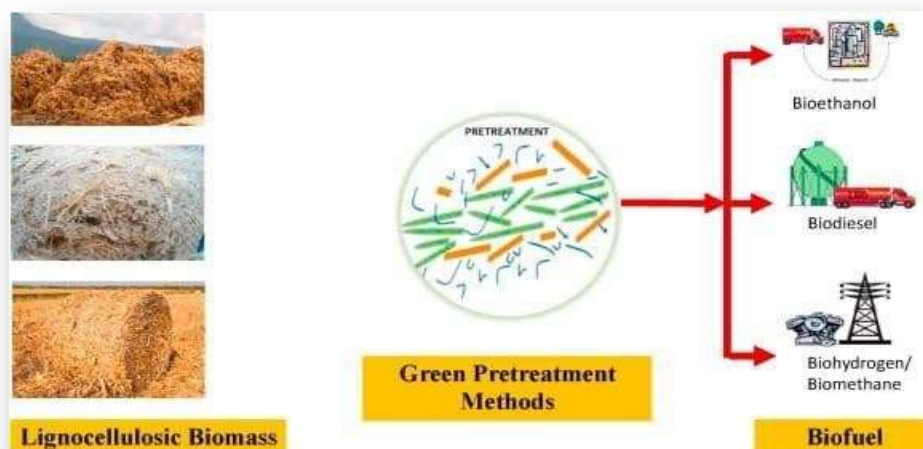 PRETREATMENT
Bioethanol
Biodiesel
Biohydrogen/
Biomethane
Green Pretreatment
Methods
Lignocellulosic Biomass
Biofuel